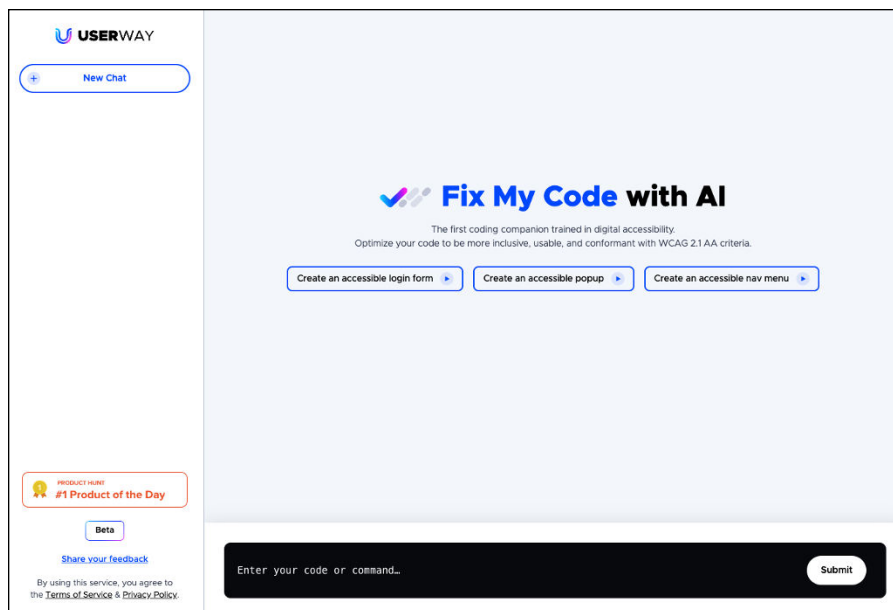 USERWAY
New Chat
Fix My Code with AI
The first coding companion trained in digital accessibility.
Optimize your code to be more inclusive, usable, and conformant with WCAG 2.1 AA criteria.
Create an accessible login form
Create an accessible popup
Create an accessible nav menu
1
PRODUCT HUNT
#1 Product of the Day
Beta
Share your feedback
By using this service, you agree to
the Terms of Service & Privacy Policy.
Enter your code or command…
Submit